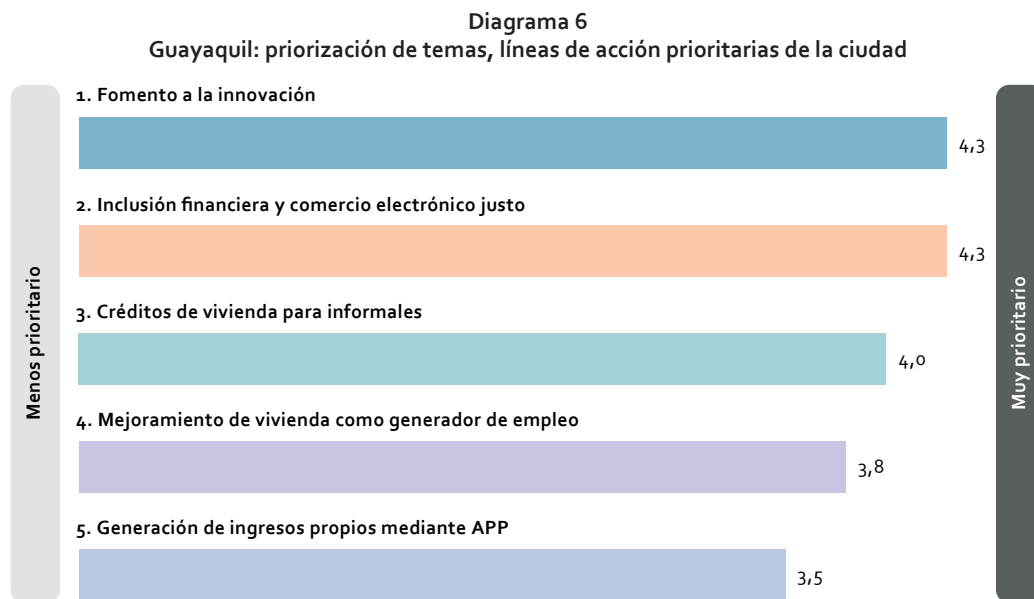 Diagrama 6
Guayaquil: priorización de temas, líneas de acción prioritarias de la ciudad
Menos prioritario
1. Fomento a la innovación
4,3
2. Inclusión financiera y comercio electrónico justo
4,3
3. Créditos de vivienda para informales
4,0
4. Mejoramiento de vivienda como generador de empleo
3,8
5. Generación de ingresos propios mediante APP
3,5
Muy prioritario